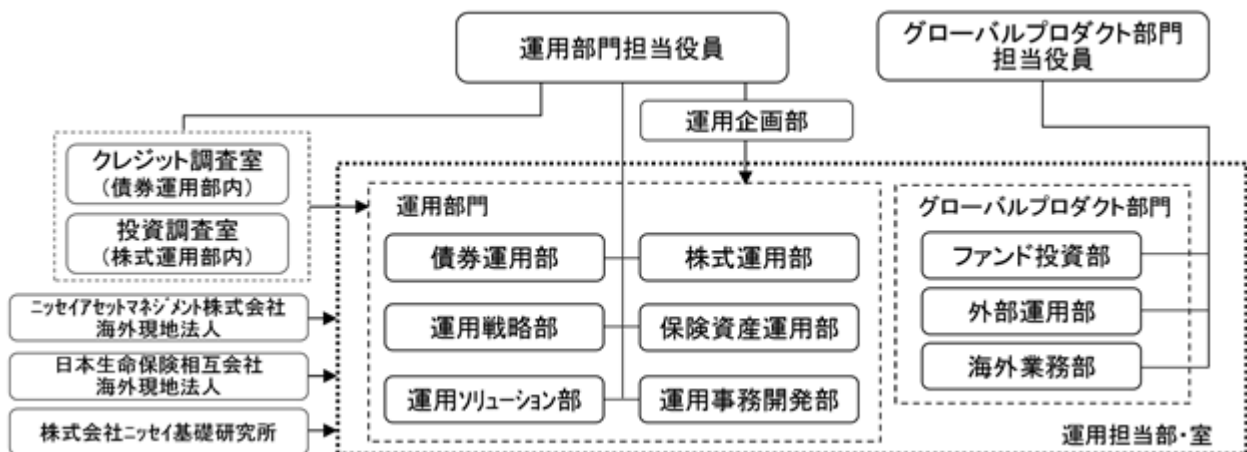 運用部門担当役員
グローバルプロダクト部門
担当役員
運用企画部
クレジット調査室
(債券運用部内)
投資調査室
(株式運用部内)
運用部門
債券運用部
株式運用部
運用戦略部
保険資産運用部
運用ソリューション部
運用事務開発部
グローバルプロダクト部門
ファンド投資部
外部運用部
海外業務部
ニッセイアセットマネジメント株式会社
海外現地法人
日本生命保険相互会社
海外現地法人
株式会社ニッセイ基礎研究所
運用担当部・室